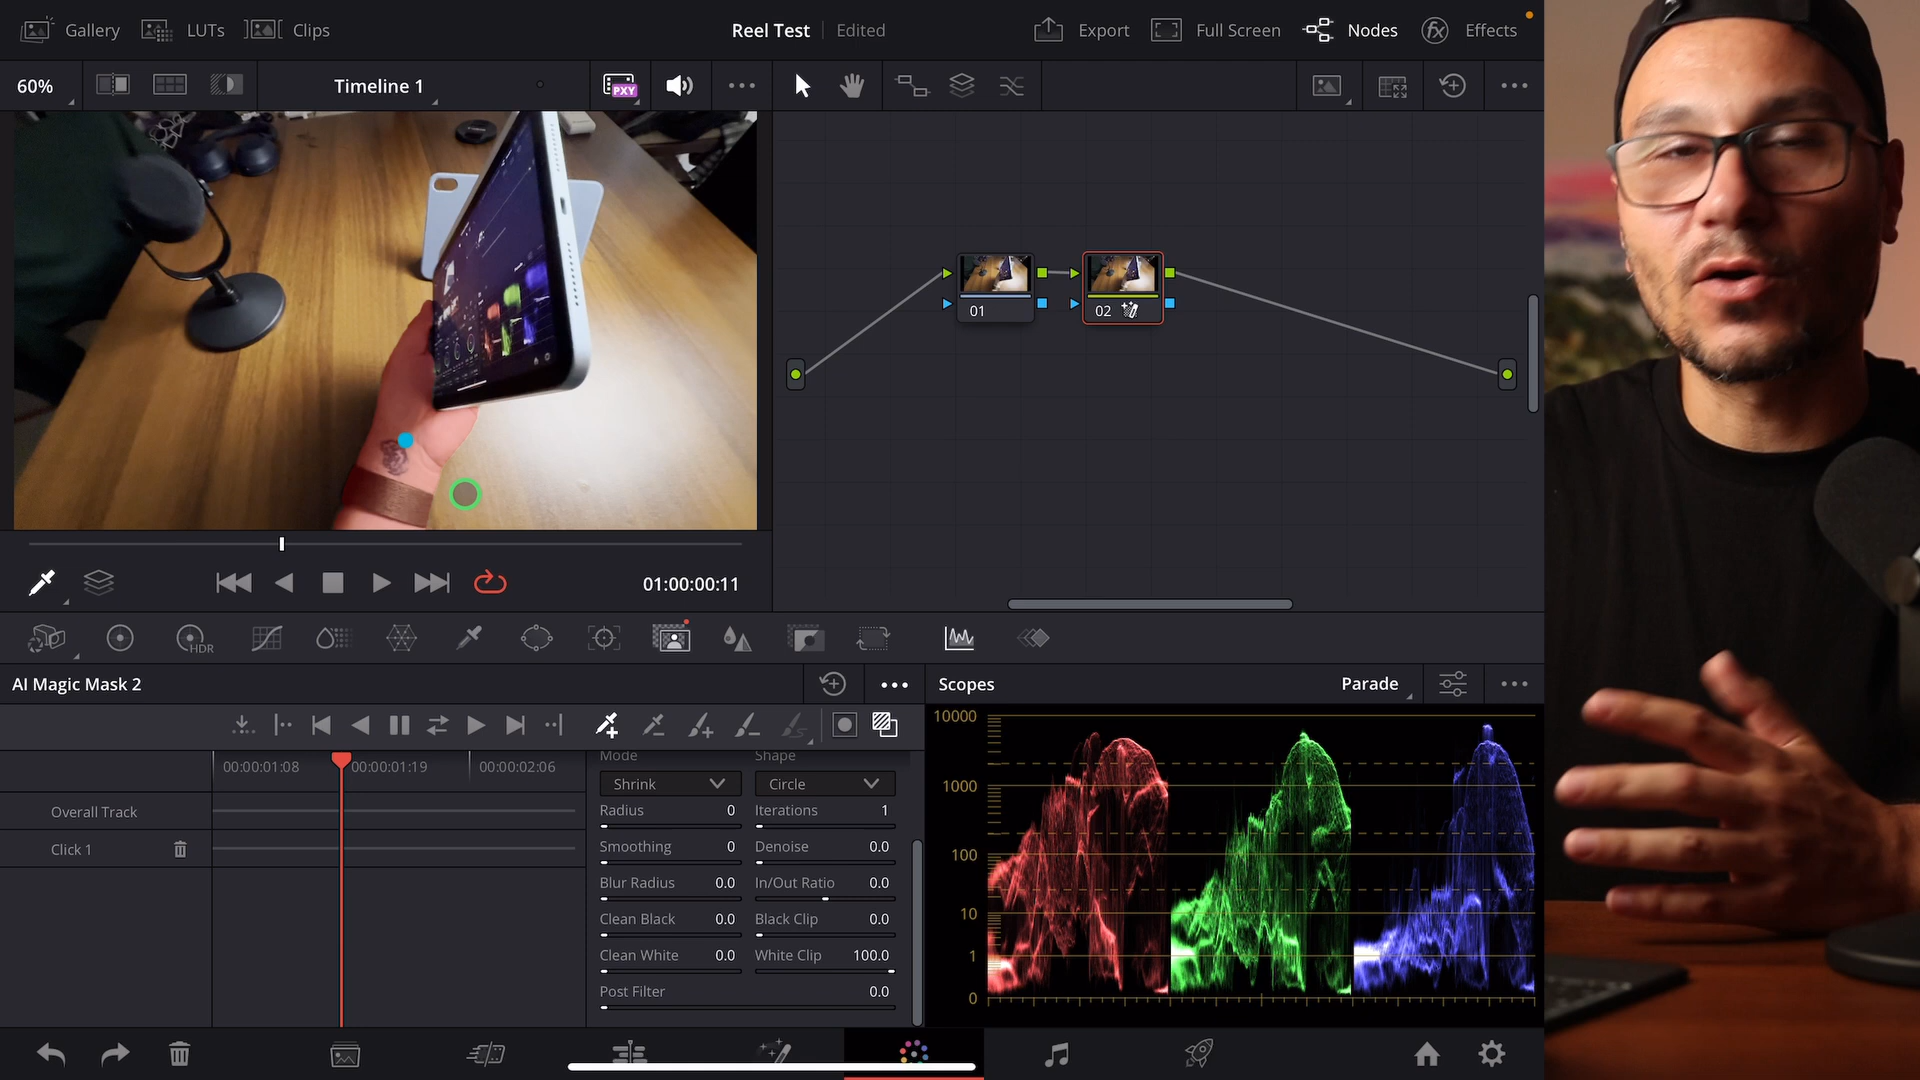 Gallery LUTs Clips Reel Test Edited Export Full Screen Nodes fx Effects
60% Timeline 1 PXY
01 02
01:00:00:11
HDR
AI Magic Mask 2 Scopes Parade
00:00:01:08 00:00:01:19 00:00:02:06
Overall Track
Click 1
Mode Shape
Shrink Circle
Radius 0 Iterations 1
Smoothing 0 Denoise 0.0
Blur Radius 0.0 In/Out Ratio 0.0
Clean Black 0.0 Black Clip 0.0
Clean White 0.0 White Clip 100.0
Post Filter 0.0
10000
1000
100
10
1
0